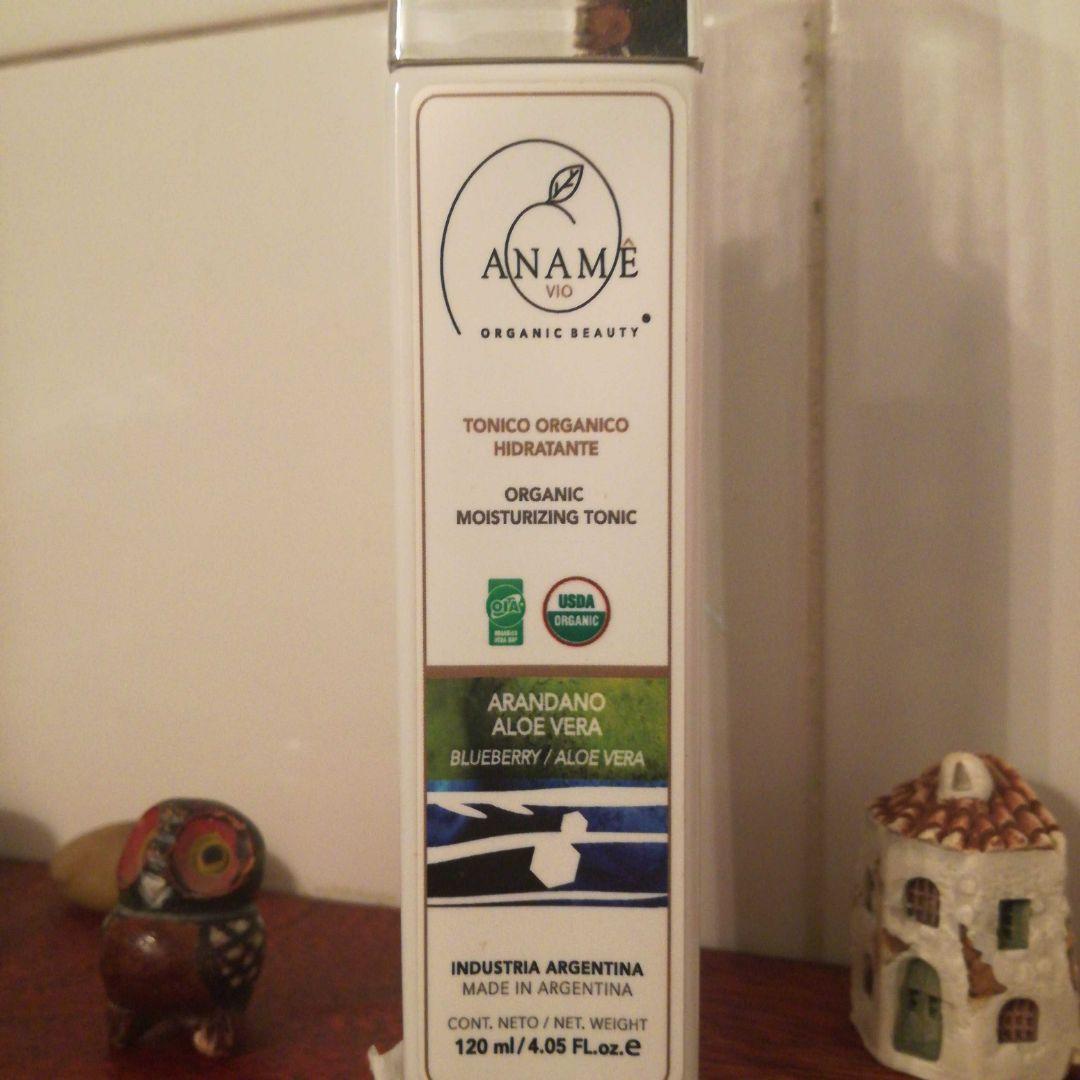 ANAMÊ
VIO
ORGANIC BEAUTY
TONICO ORGANICO
HIDRATANTE
ORGANIC
MOISTURIZING TONIC
OIA
USDA
ORGANIC
ARANDANO
ALOE VERA
BLUEBERRY / ALOE VERA
INDUSTRIA ARGENTINA
MADE IN ARGENTINA
CONT. NETO / NET. WEIGHT
120 ml / 4.05 FL.oz.e